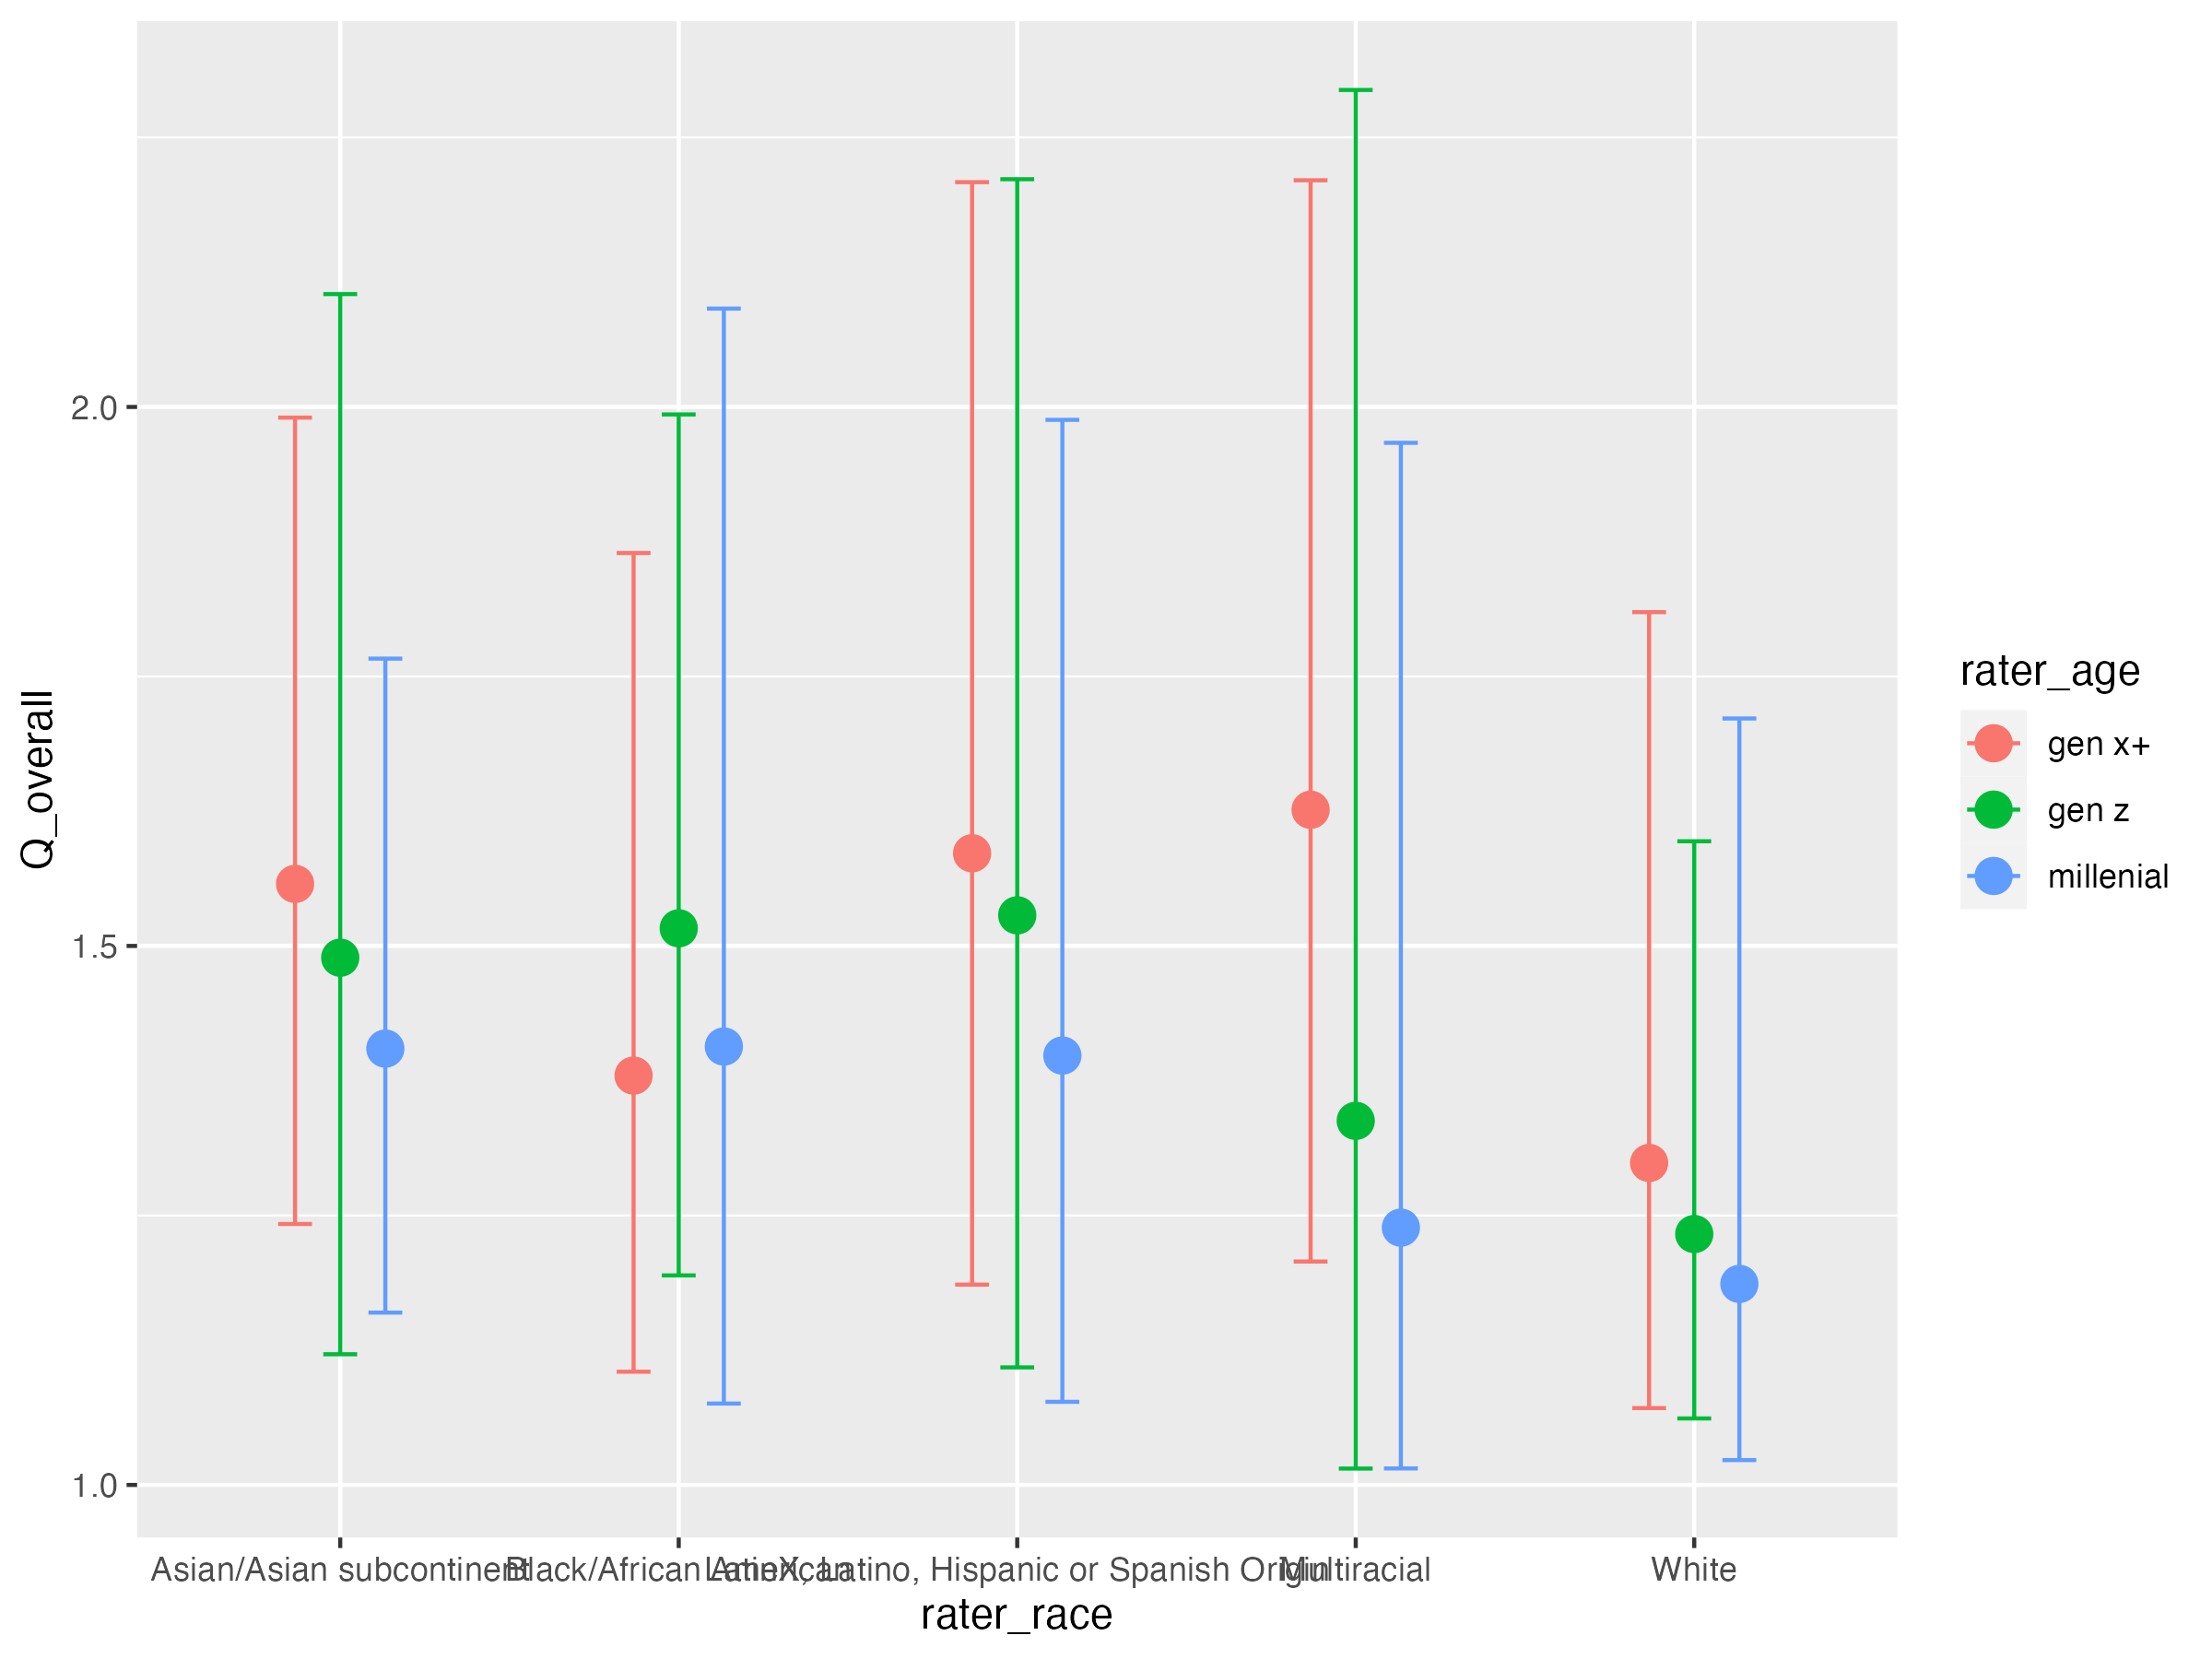 Q_overall
2.0
1.5
1.0
Asian/Asian subcontinent
Black/African American
LatinX, Latino, Hispanic or Spanish Origin
Multiracial
White
rater_race
rater_age
gen x+
gen z
millenial